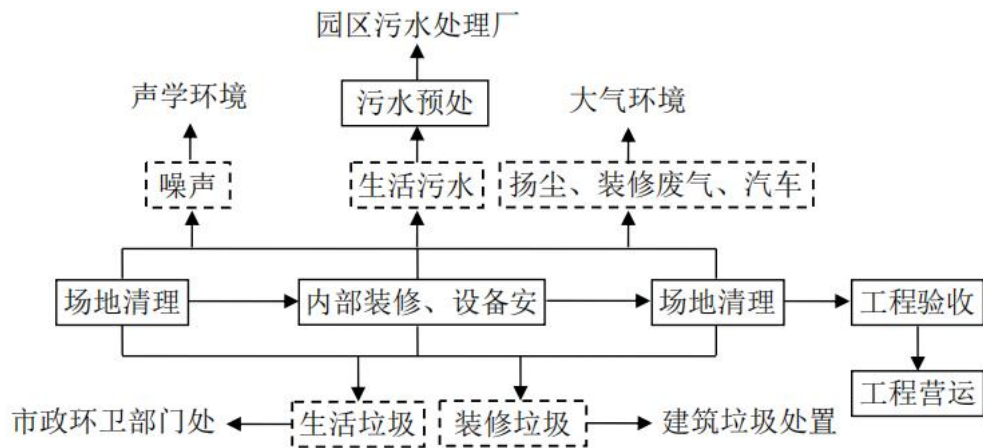 园区污水处理厂
声学环境
污水预处
大气环境
噪声
生活污水
扬尘、装修废气、汽车
场地清理
内部装修、设备安
场地清理
工程验收
工程营运
市政环卫部门处
生活垃圾
装修垃圾
建筑垃圾处置